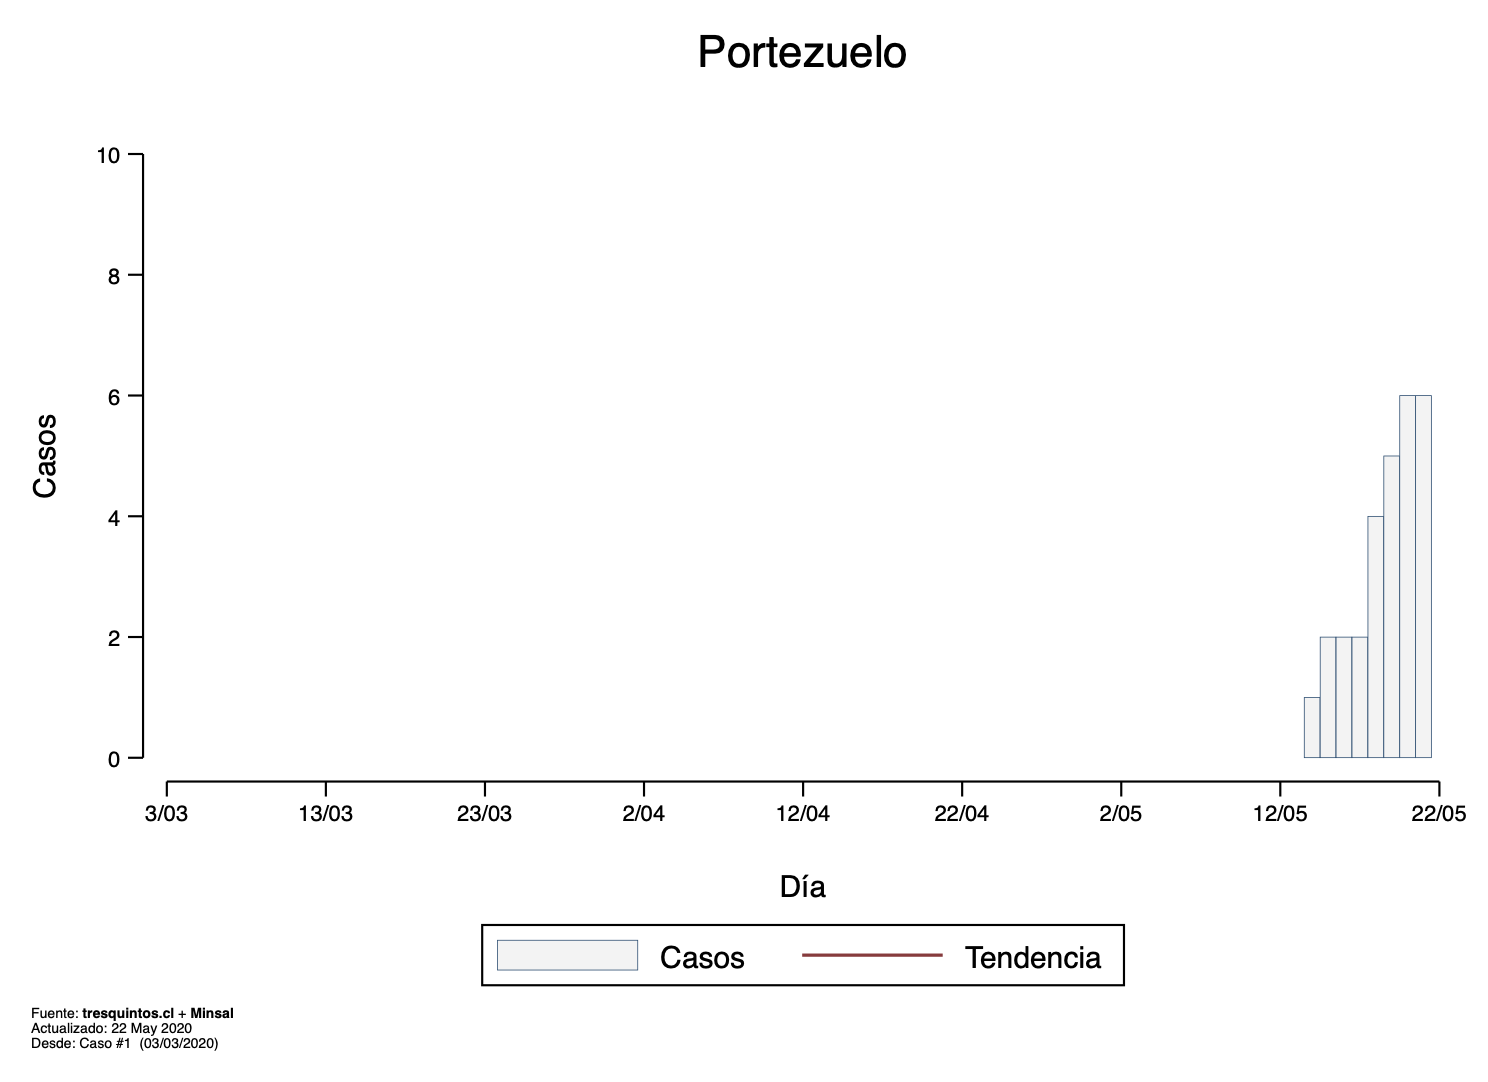 Portezuelo
10
8
6
4
2
0
Casos
3/03 13/03 23/03 2/04 12/04 22/04 2/05 12/05 22/05
Día
Casos Tendencia
Fuente: tresquintos.cl + Minsal
Actualizado: 22 May 2020
Desde: Caso #1 (03/03/2020)